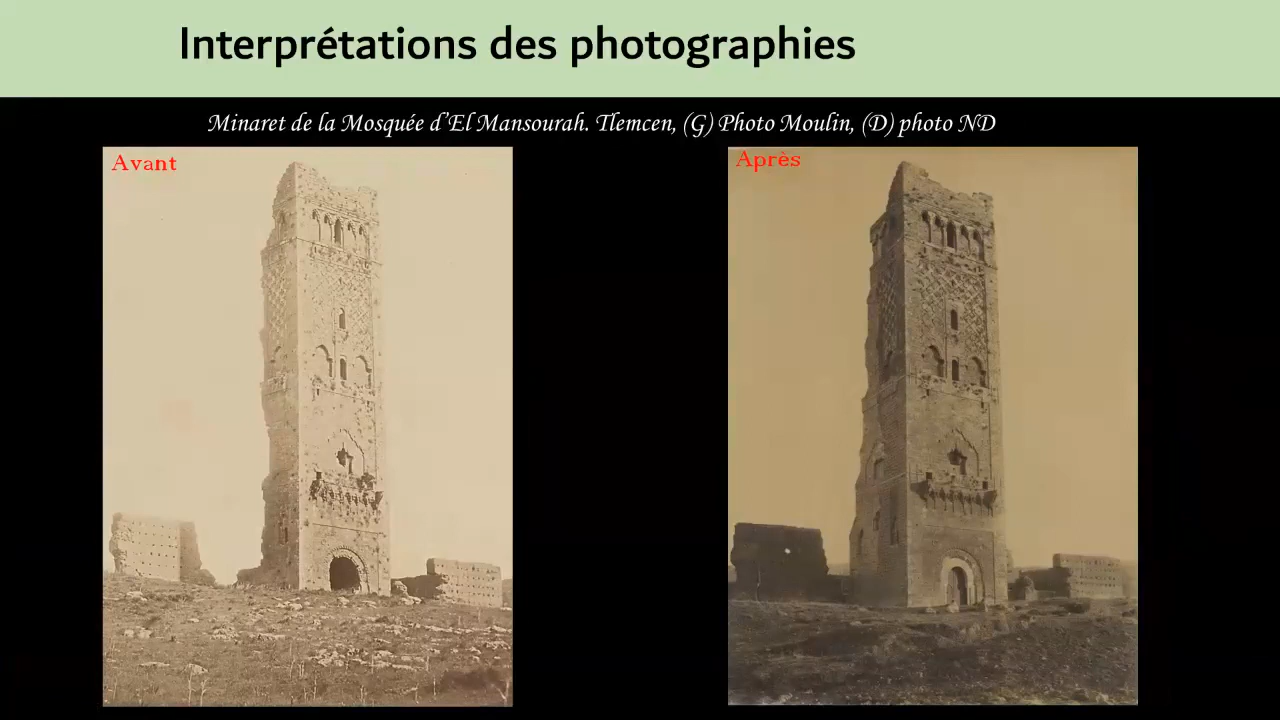 Interprétations des photographies
Minaret de la Mosquée d'El Mansourah. Tlemcen, (G) Photo Moulin, (D) photo ND
Avant
Après